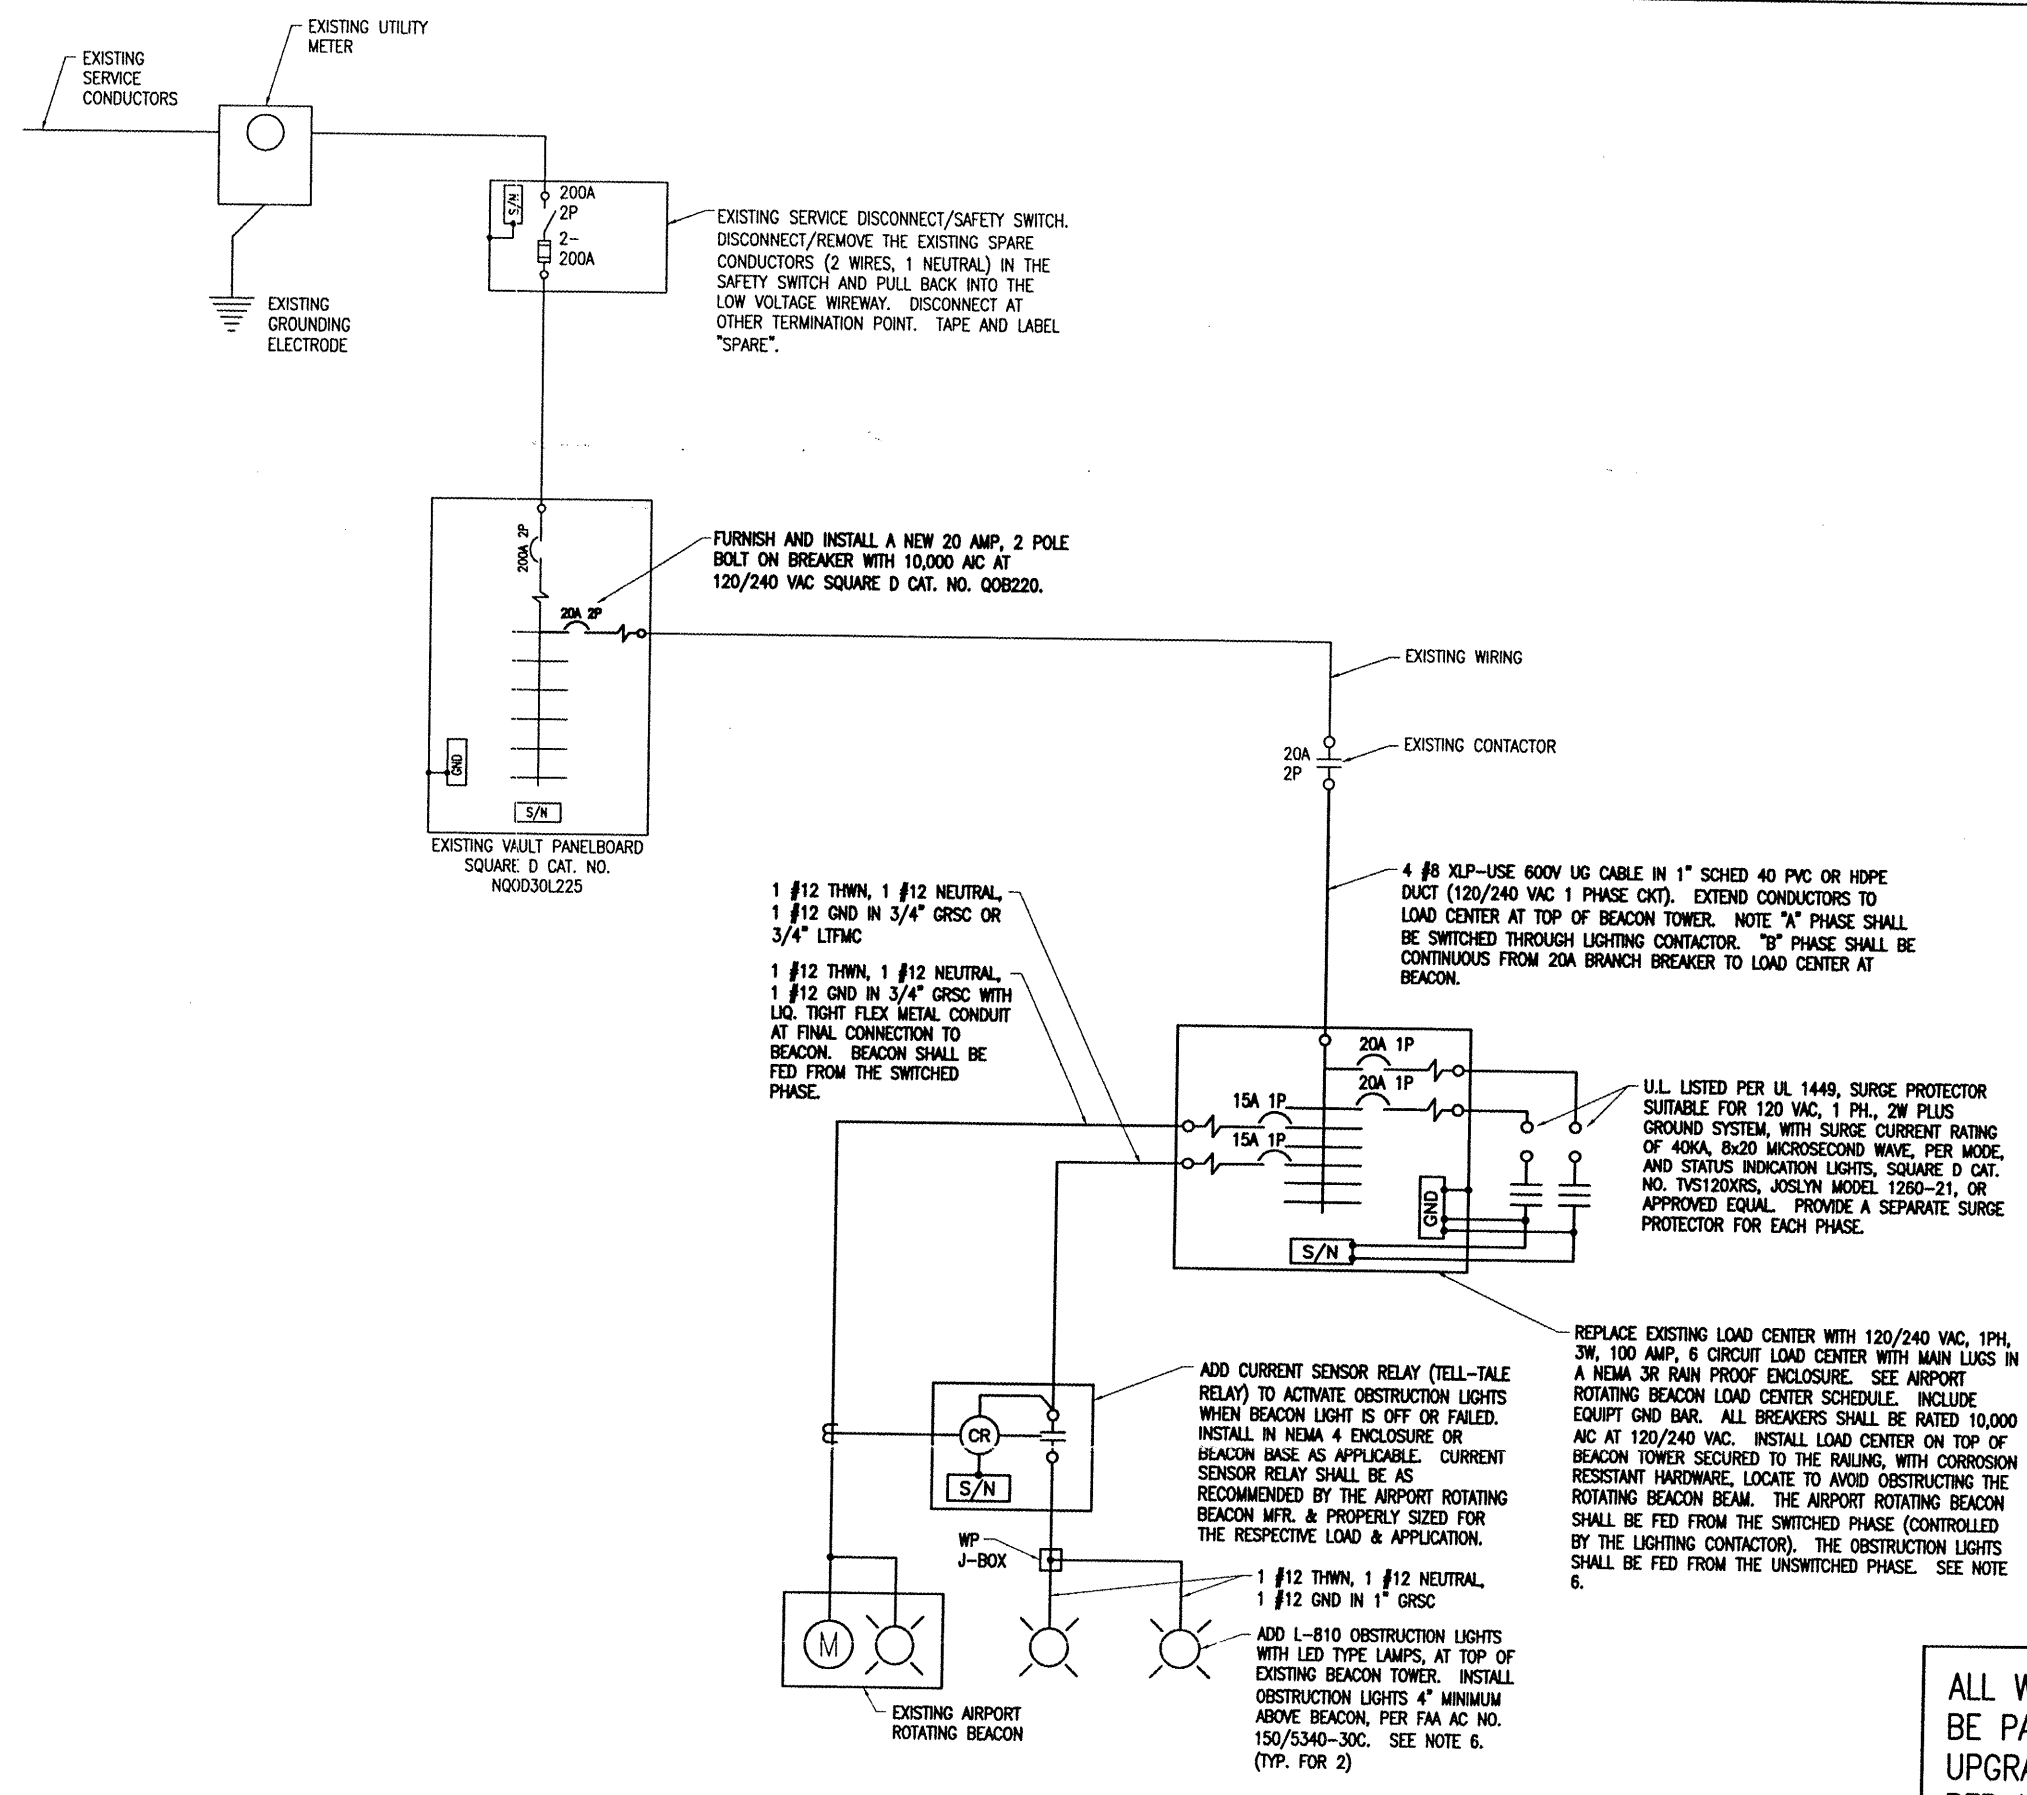 EXISTING UTILITY
METER
EXISTING
SERVICE
CONDUCTORS
EXISTING
GROUNDING
ELECTRODE
S/N
200A
2P
2-
200A
EXISTING SERVICE DISCONNECT/SAFETY SWITCH.
DISCONNECT/REMOVE THE EXISTING SPARE
CONDUCTORS (2 WIRES, 1 NEUTRAL) IN THE
SAFETY SWITCH AND PULL BACK INTO THE
LOW VOLTAGE WIREWAY. DISCONNECT AT
OTHER TERMINATION POINT. TAPE AND LABEL
"SPARE".
200A 2P
20A 2P
GND
S/N
EXISTING VAULT PANELBOARD
SQUARE D CAT. NO.
NQOD30L225
FURNISH AND INSTALL A NEW 20 AMP, 2 POLE
BOLT ON BREAKER WITH 10,000 AIC AT
120/240 VAC SQUARE D CAT. NO. QOB220.
EXISTING WIRING
20A
2P
EXISTING CONTACTOR
4 #8 XLP-USE 600V UG CABLE IN 1" SCHED 40 PVC OR HDPE
DUCT (120/240 VAC 1 PHASE CKT). EXTEND CONDUCTORS TO
LOAD CENTER AT TOP OF BEACON TOWER. NOTE "A" PHASE SHALL
BE SWITCHED THROUGH LIGHTING CONTACTOR. "B" PHASE SHALL BE
CONTINUOUS FROM 20A BRANCH BREAKER TO LOAD CENTER AT
BEACON.
1 #12 THWN, 1 #12 NEUTRAL,
1 #12 GND IN 3/4" GRSC OR
3/4" LTFMC
1 #12 THWN, 1 #12 NEUTRAL,
1 #12 GND IN 3/4" GRSC WITH
LIQ. TIGHT FLEX METAL CONDUIT
AT FINAL CONNECTION TO
BEACON. BEACON SHALL BE
FED FROM THE SWITCHED
PHASE.
20A 1P
20A 1P
15A 1P
15A 1P
GND
S/N
U.L. LISTED PER UL 1449, SURGE PROTECTOR
SUITABLE FOR 120 VAC, 1 PH., 2W PLUS
GROUND SYSTEM, WITH SURGE CURRENT RATING
OF 40KA, 8x20 MICROSECOND WAVE, PER MODE,
AND STATUS INDICATION LIGHTS, SQUARE D CAT.
NO. TVS120XRS, JOSLYN MODEL 1260-21, OR
APPROVED EQUAL. PROVIDE A SEPARATE SURGE
PROTECTOR FOR EACH PHASE.
REPLACE EXISTING LOAD CENTER WITH 120/240 VAC, 1PH,
3W, 100 AMP, 6 CIRCUIT LOAD CENTER WITH MAIN LUGS IN
A NEMA 3R RAIN PROOF ENCLOSURE. SEE AIRPORT
ROTATING BEACON LOAD CENTER SCHEDULE. INCLUDE
EQUIPT GND BAR. ALL BREAKERS SHALL BE RATED 10,000
AIC AT 120/240 VAC. INSTALL LOAD CENTER ON TOP OF
BEACON TOWER SECURED TO THE RAILING, WITH CORROSION
RESISTANT HARDWARE, LOCATE TO AVOID OBSTRUCTING THE
ROTATING BEACON BEAM. THE AIRPORT ROTATING BEACON
SHALL BE FED FROM THE SWITCHED PHASE (CONTROLLED
BY THE LIGHTING CONTACTOR). THE OBSTRUCTION LIGHTS
SHALL BE FED FROM THE UNSWITCHED PHASE. SEE NOTE
6.
ADD CURRENT SENSOR RELAY (TELL-TALE
RELAY) TO ACTIVATE OBSTRUCTION LIGHTS
WHEN BEACON LIGHT IS OFF OR FAILED.
INSTALL IN NEMA 4 ENCLOSURE OR
BEACON BASE AS APPLICABLE. CURRENT
SENSOR RELAY SHALL BE AS
RECOMMENDED BY THE AIRPORT ROTATING
BEACON MFR. & PROPERLY SIZED FOR
THE RESPECTIVE LOAD & APPLICATION.
CR
S/N
WP
J-BOX
1 #12 THWN, 1 #12 NEUTRAL,
1 #12 GND IN 1" GRSC
ADD L-810 OBSTRUCTION LIGHTS
WITH LED TYPE LAMPS, AT TOP OF
EXISTING BEACON TOWER. INSTALL
OBSTRUCTION LIGHTS 4" MINIMUM
ABOVE BEACON, PER FAA AC NO.
150/5340-30C. SEE NOTE 6.
(TYP. FOR 2)
M
EXISTING AIRPORT
ROTATING BEACON
ALL W
BE PA
UPGRA